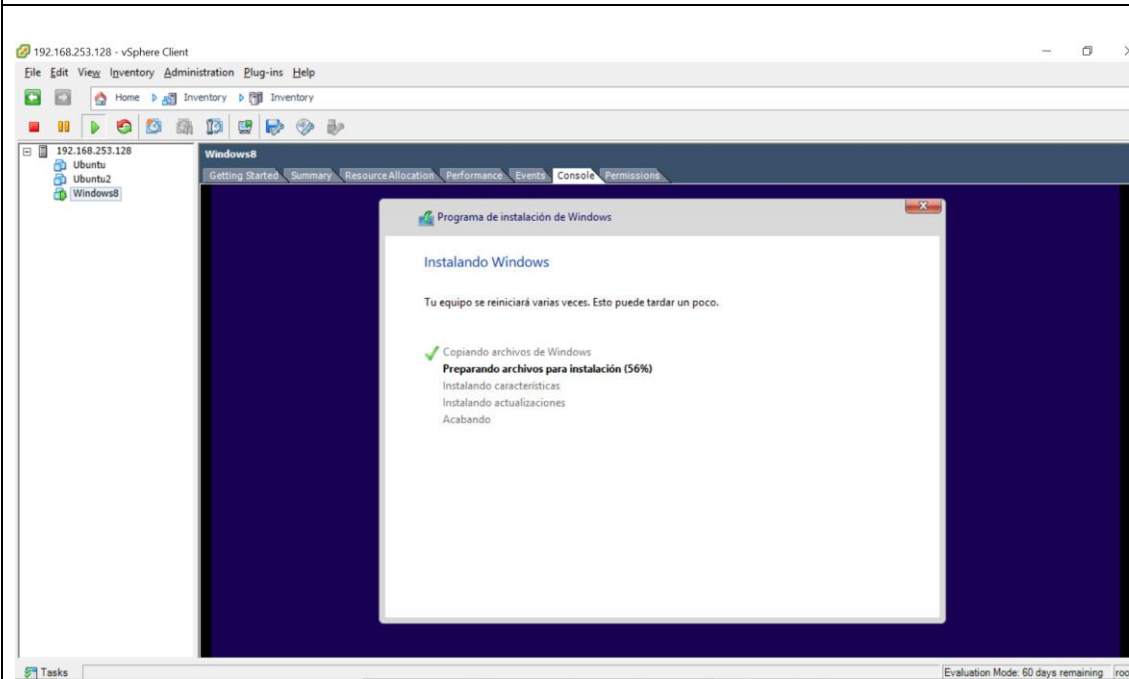 192.168.253.128 - vSphere Client
File Edit View Inventory Administration Plug-ins Help
Home Inventory Inventory
192.168.253.128
Ubuntu
Ubuntu2
Windows8
Windows8
Getting Started Summary Resource Allocation Performance Events Console Permissions
Programa de instalación de Windows
Instalando Windows
Tu equipo se reiniciará varias veces. Esto puede tardar un poco.
Copiando archivos de Windows
Preparando archivos para instalación (56%)
Instalando características
Instalando actualizaciones
Acabando
Tasks Evaluation Mode: 60 days remaining roo